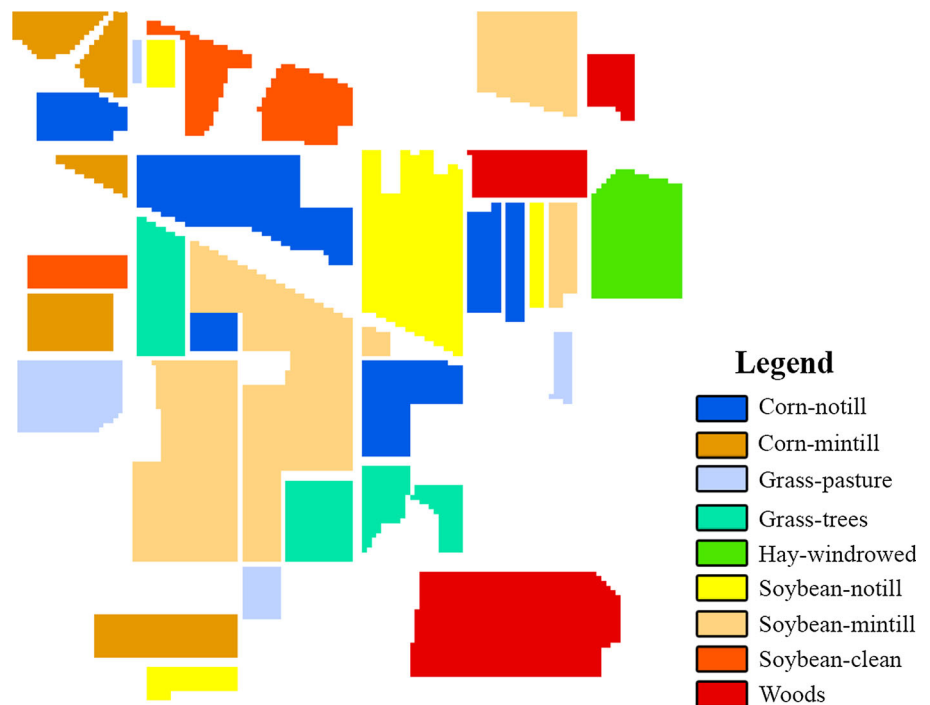 Legend
Corn-notill
Corn-mintill
Grass-pasture
Grass-trees
Hay-windrowed
Soybean-notill
Soybean-mintill
Soybean-clean
Woods